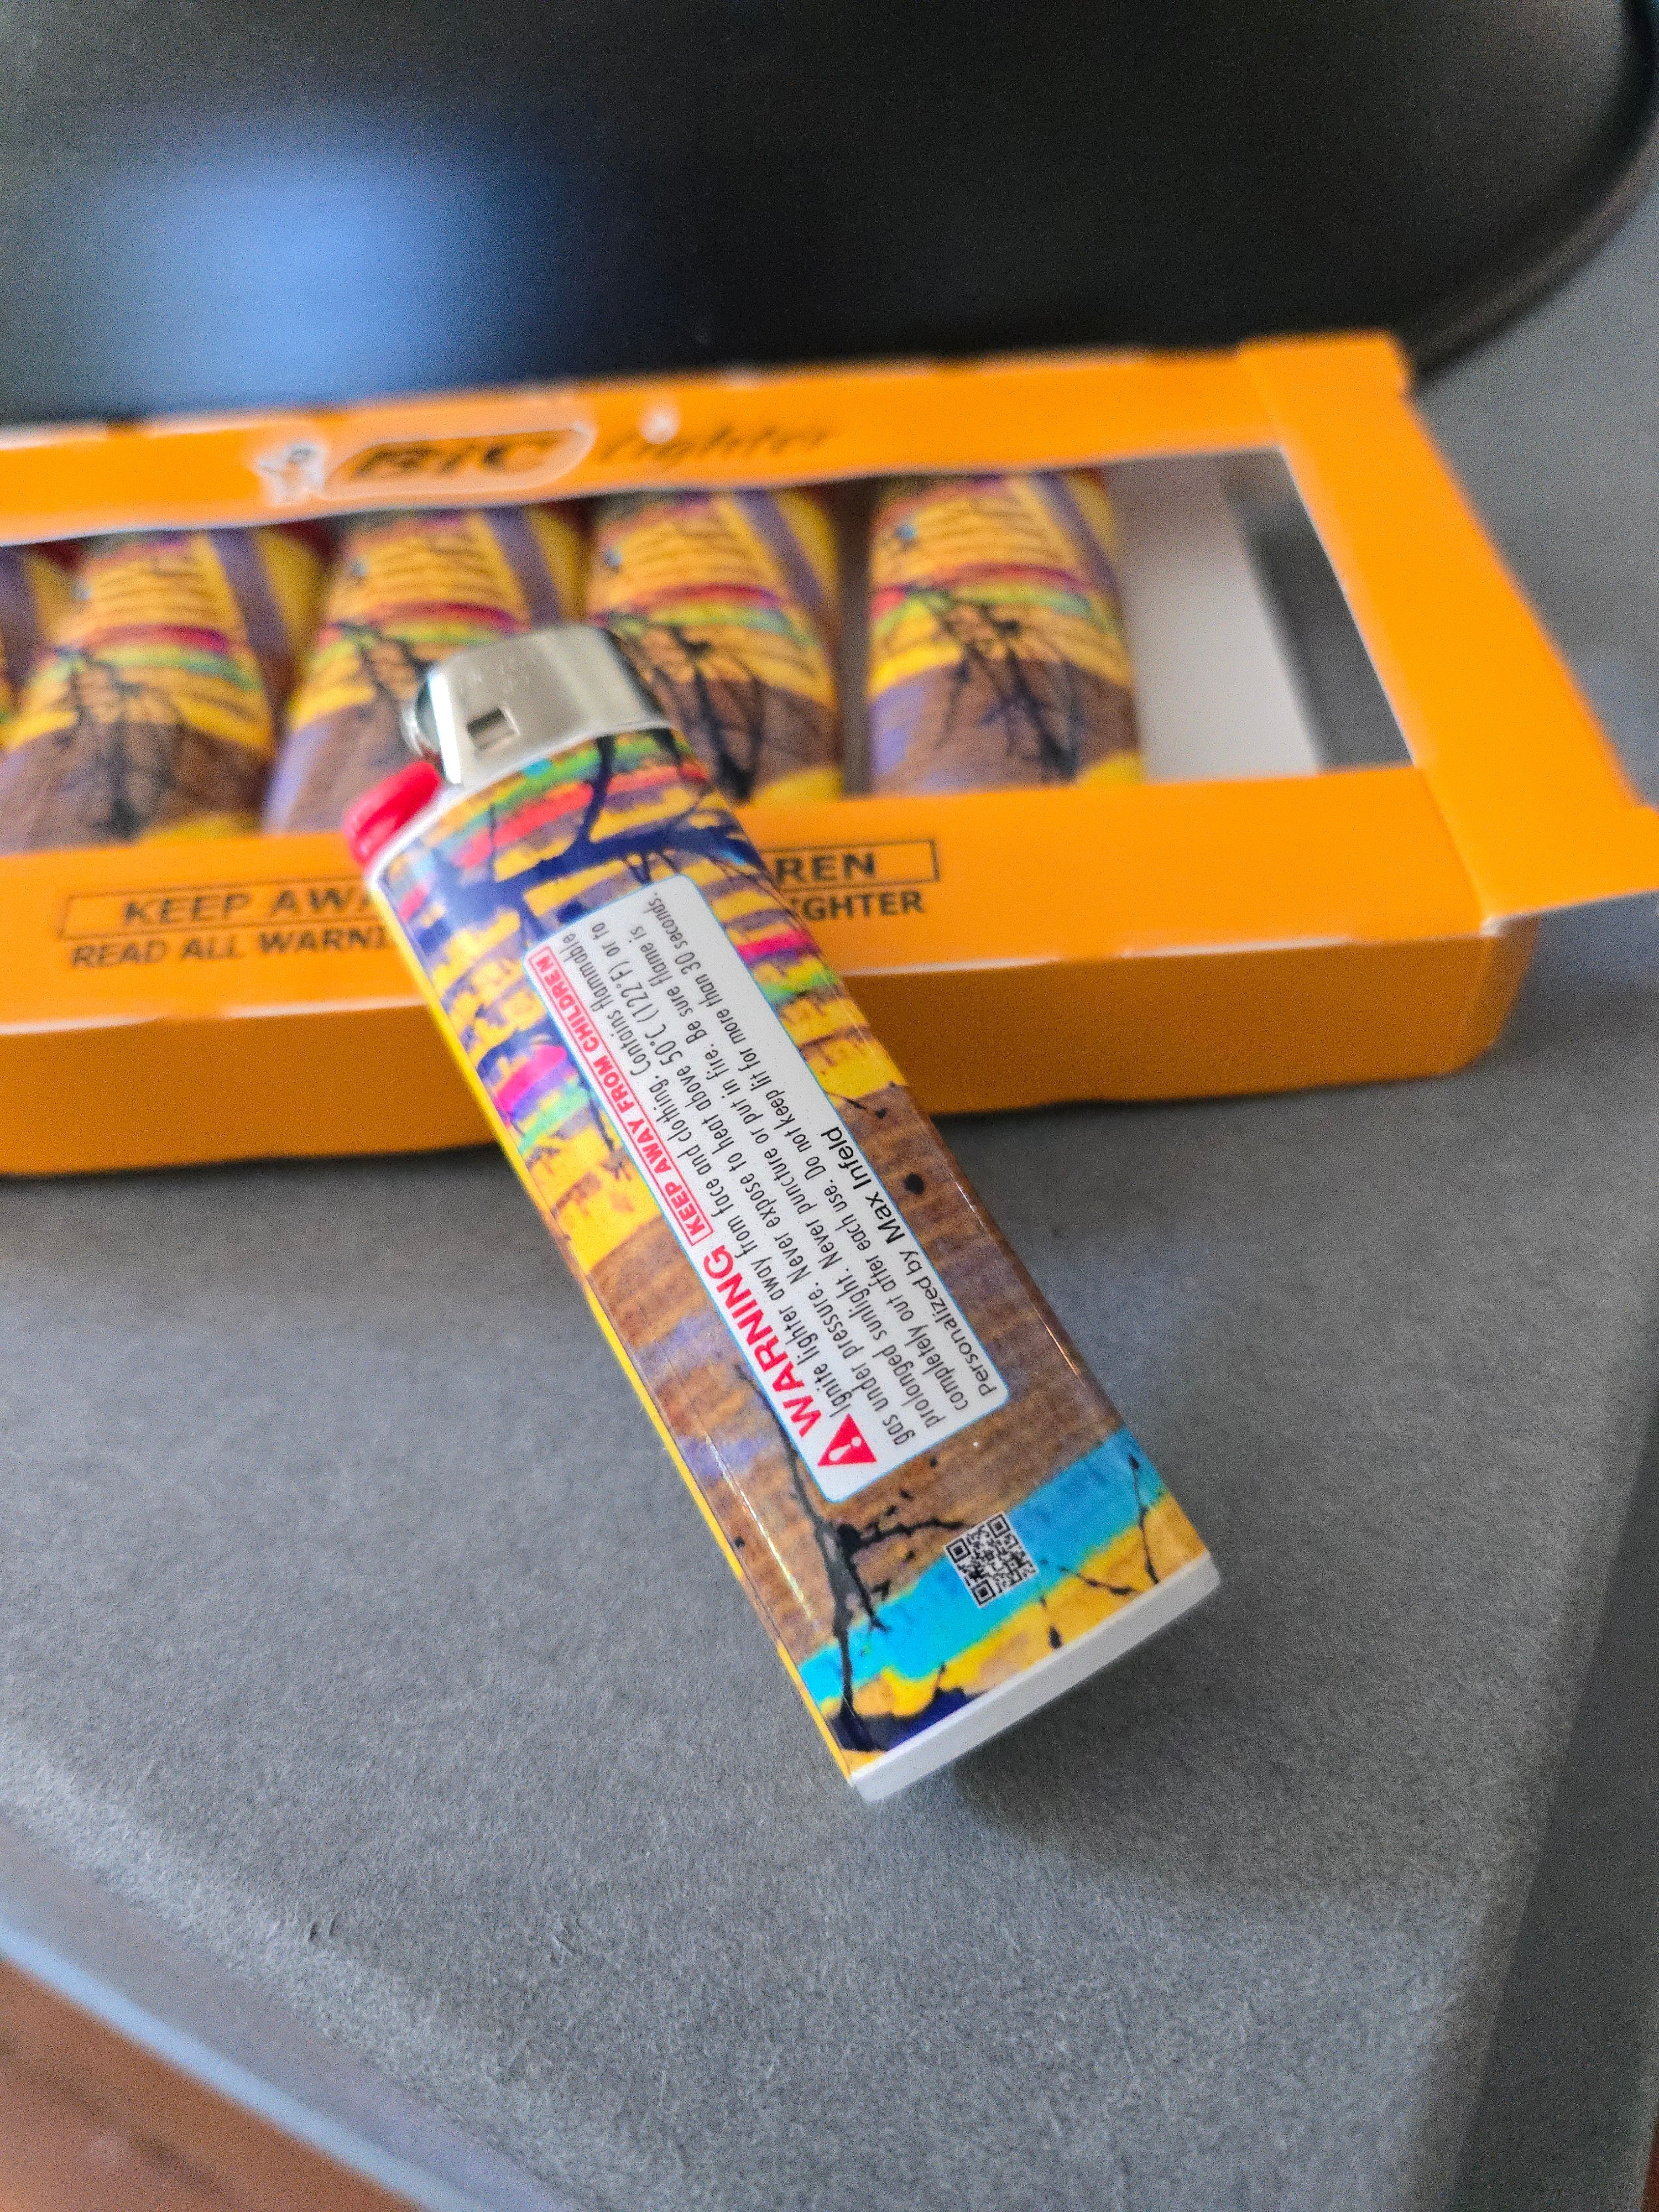 BIC Lighter
KEEP AWA REN
READ ALL WARNI IGHTER
WARNING KEEP AWAY FROM CHILDREN
Ignite lighter away from face and clothing. Contains flammable
gas under pressure. Never expose to heat above 50°C (122°F) or to
prolonged sunlight. Never puncture or put in fire. Be sure flame is
completely out after each use. Do not keep lit for more than 30 seconds.
Personalized by Max Infeld